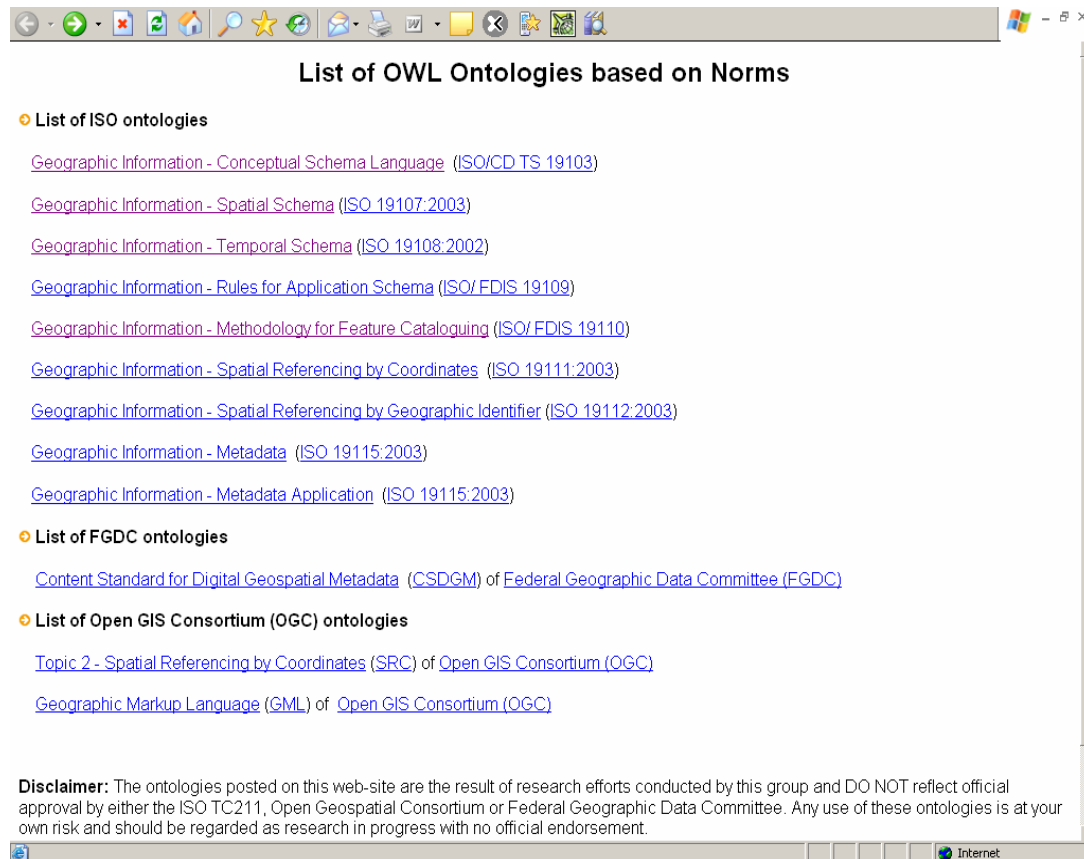 List of OWL Ontologies based on Norms
List of ISO ontologies
Geographic Information - Conceptual Schema Language (ISO/CD TS 19103)
Geographic Information - Spatial Schema (ISO 19107:2003)
Geographic Information - Temporal Schema (ISO 19108:2002)
Geographic Information - Rules for Application Schema (ISO/ FDIS 19109)
Geographic Information - Methodology for Feature Cataloguing (ISO/ FDIS 19110)
Geographic Information - Spatial Referencing by Coordinates (ISO 19111:2003)
Geographic Information - Spatial Referencing by Geographic Identifier (ISO 19112:2003)
Geographic Information - Metadata (ISO 19115:2003)
Geographic Information - Metadata Application (ISO 19115:2003)
List of FGDC ontologies
Content Standard for Digital Geospatial Metadata (CSDGM) of Federal Geographic Data Committee (FGDC)
List of Open GIS Consortium (OGC) ontologies
Topic 2 - Spatial Referencing by Coordinates (SRC) of Open GIS Consortium (OGC)
Geographic Markup Language (GML) of Open GIS Consortium (OGC)
Disclaimer: The ontologies posted on this web-site are the result of research efforts conducted by this group and DO NOT reflect official
approval by either the ISO TC211, Open Geospatial Consortium or Federal Geographic Data Committee. Any use of these ontologies is at your
own risk and should be regarded as research in progress with no official endorsement.
Internet